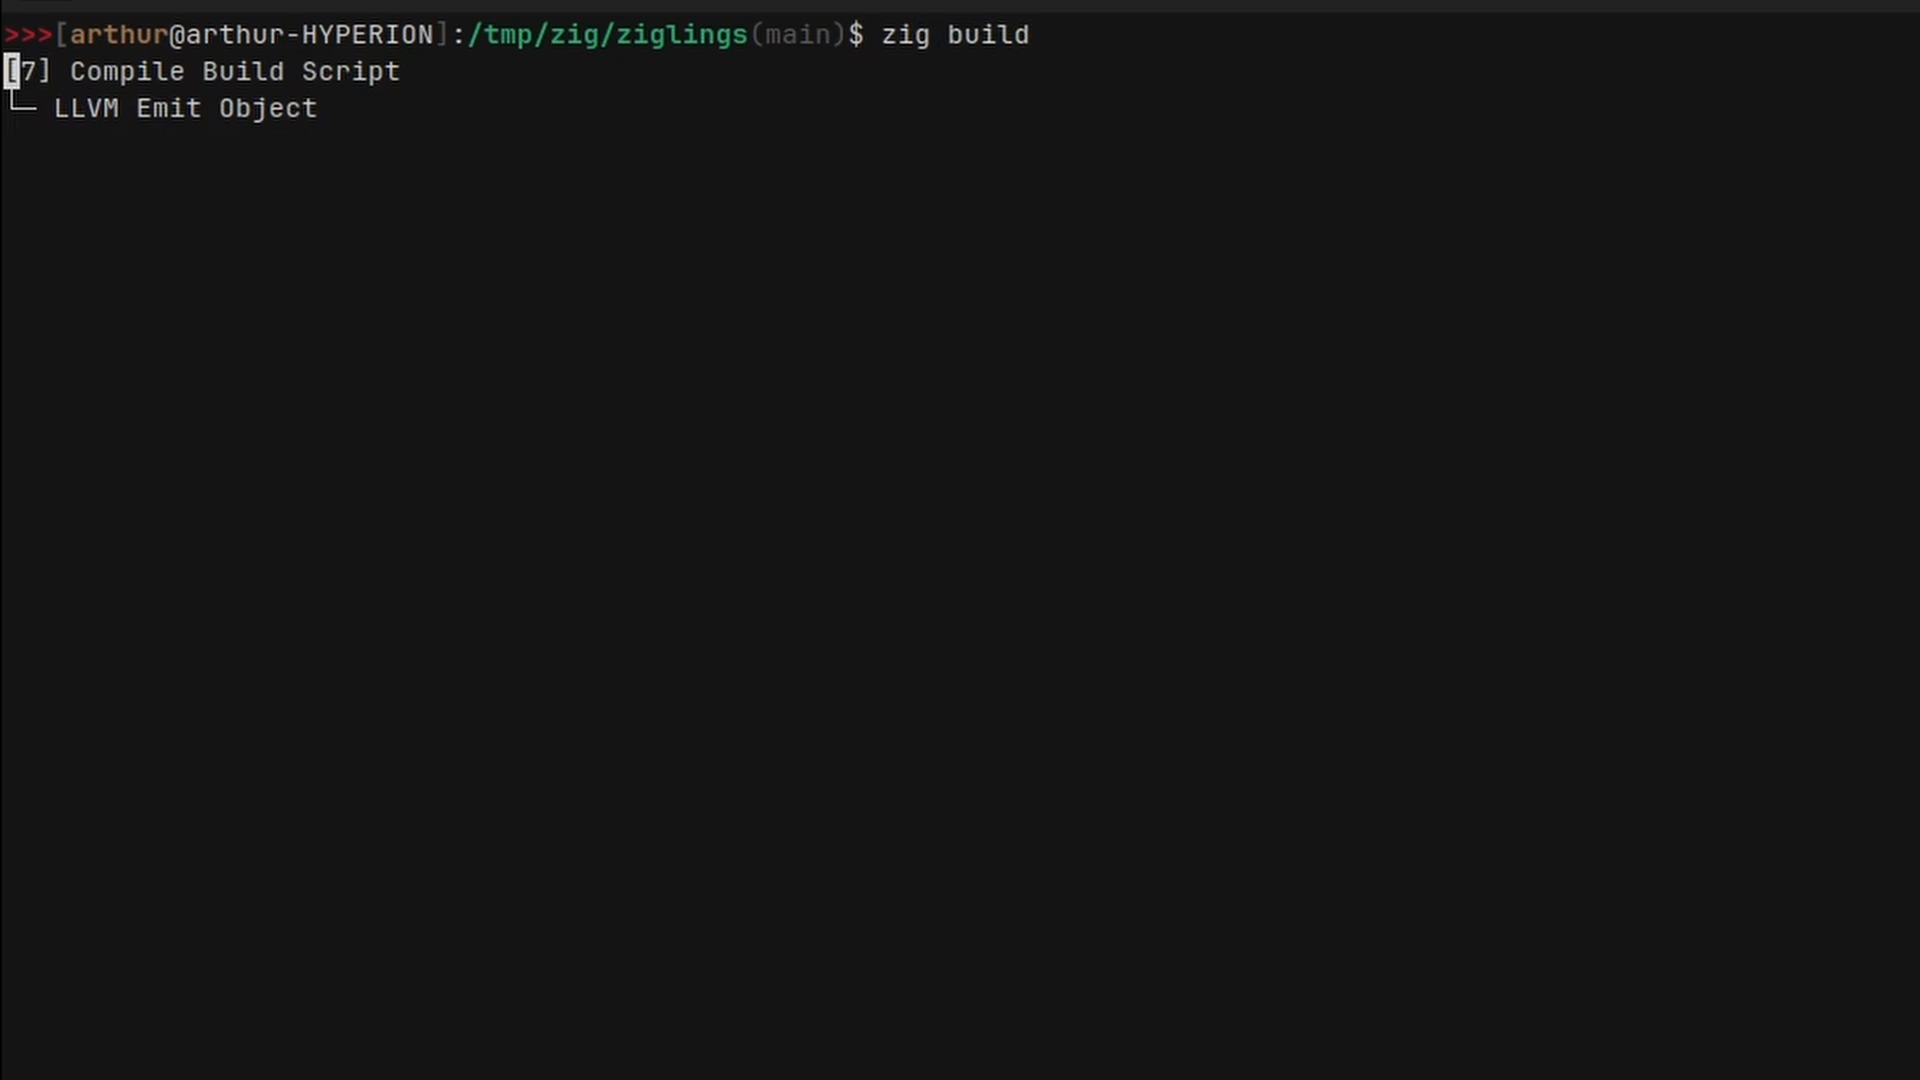 >>>[arthur@arthur-HYPERION]:/tmp/zig/ziglings(main)$ zig build
[7] Compile Build Script
└─ LLVM Emit Object